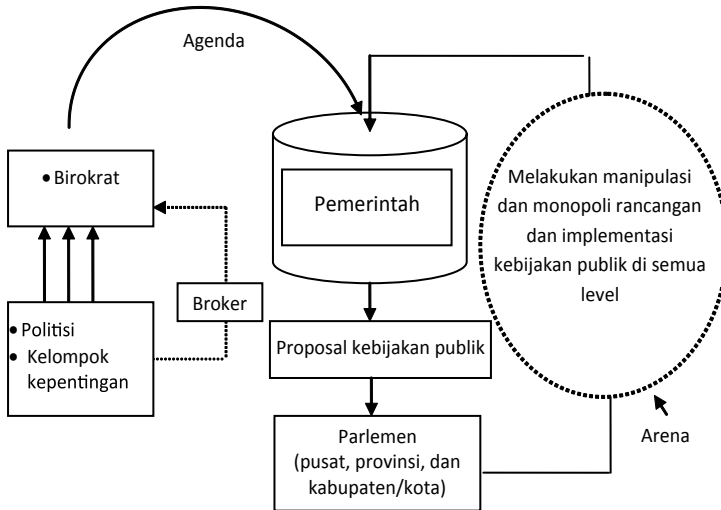 Agenda
• Birokrat
Pemerintah
Melakukan manipulasi
dan monopoli rancangan
dan implementasi
kebijakan publik di semua
level
Broker
• Politisi
• Kelompok
kepentingan
Proposal kebijakan publik
Parlemen
(pusat, provinsi, dan
kabupaten/kota)
Arena